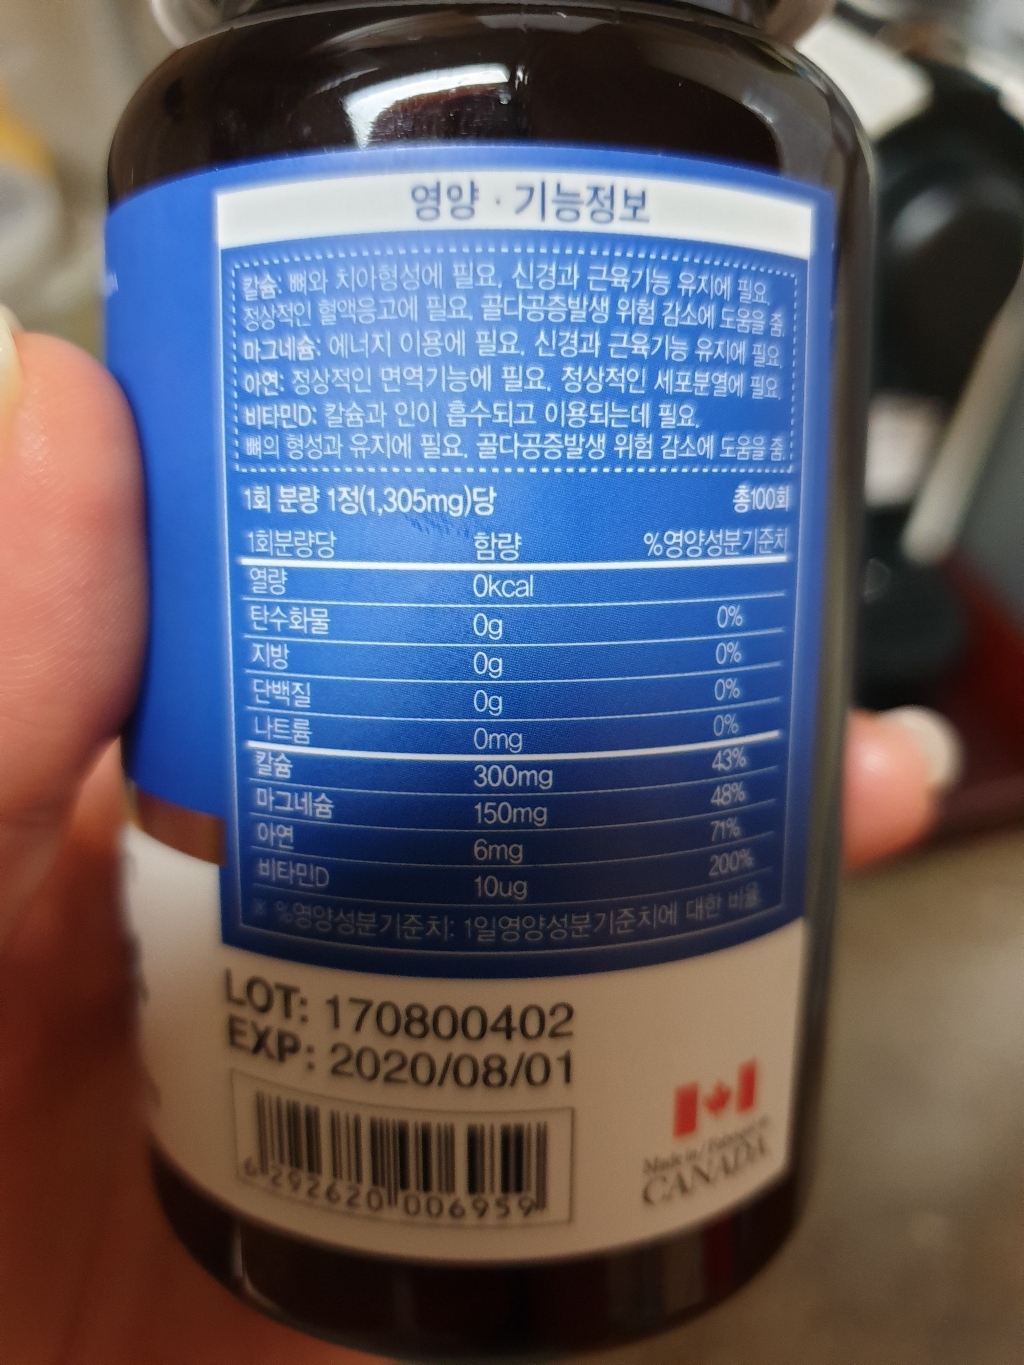 영양 · 기능정보
칼슘: 뼈와 치아형성에 필요, 신경과 근육기능 유지에 필요,
정상적인 혈액응고에 필요, 골다공증발생 위험 감소에 도움을 줌
마그네슘: 에너지 이용에 필요, 신경과 근육기능 유지에 필요
아연: 정상적인 면역기능에 필요, 정상적인 세포분열에 필요
비타민D: 칼슘과 인이 흡수되고 이용되는데 필요,
뼈의 형성과 유지에 필요, 골다공증발생 위험 감소에 도움을 줌
1회 분량 1정(1,305mg)당 총100회
1회분량당 함량 %영양성분기준치
열량 0kcal
탄수화물 0g 0%
지방 0g 0%
단백질 0g 0%
나트륨 0mg 0%
칼슘 300mg 43%
마그네슘 150mg 48%
아연 6mg 71%
비타민D 10ug 200%
※ %영양성분기준치: 1일영양성분기준치에 대한 비율
LOT: 170800402
EXP: 2020/08/01
6 292620 006959
Made in /
CANADA